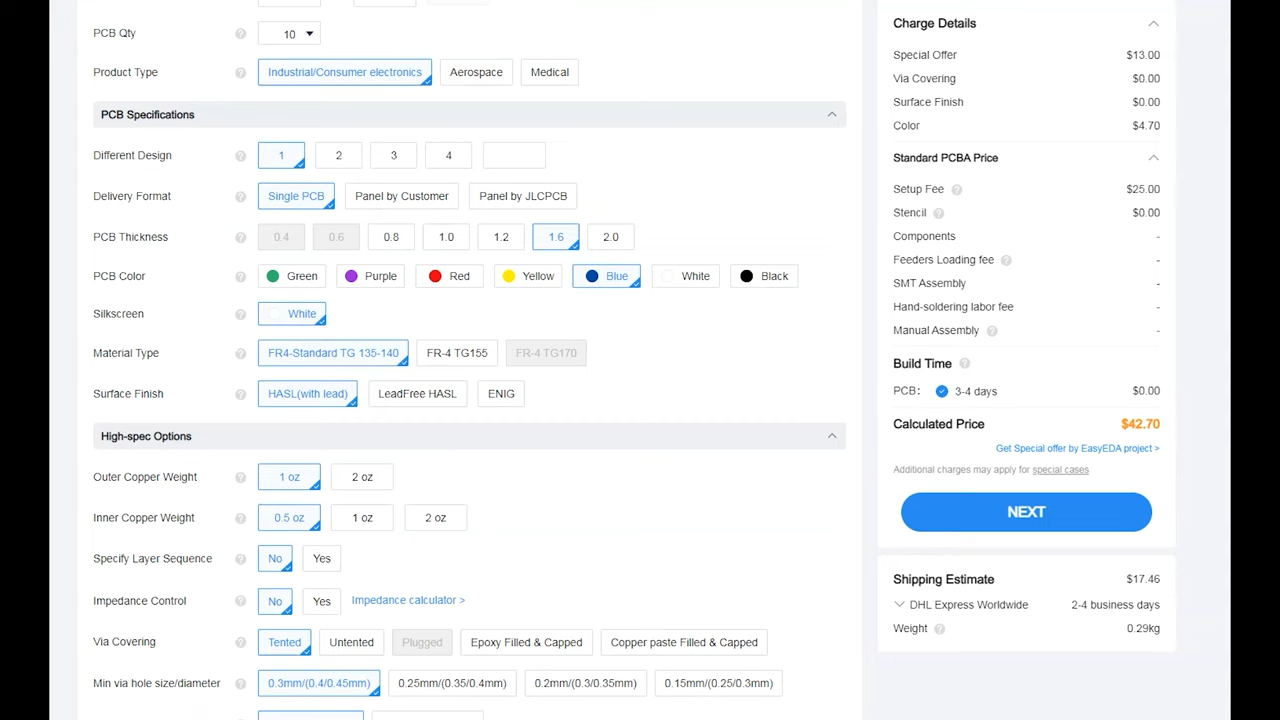 PCB Qty 10
Product Type Industrial/Consumer electronics Aerospace Medical
PCB Specifications
Different Design 1 2 3 4
Delivery Format Single PCB Panel by Customer Panel by JLCPCB
PCB Thickness 0.4 0.6 0.8 1.0 1.2 1.6 2.0
PCB Color Green Purple Red Yellow Blue White Black
Silkscreen White
Material Type FR4-Standard TG 135-140 FR-4 TG155 FR-4 TG170
Surface Finish HASL(with lead) LeadFree HASL ENIG
High-spec Options
Outer Copper Weight 1 oz 2 oz
Inner Copper Weight 0.5 oz 1 oz 2 oz
Specify Layer Sequence No Yes
Impedance Control No Yes Impedance calculator >
Via Covering Tented Untented Plugged Epoxy Filled & Capped Copper paste Filled & Capped
Min via hole size/diameter 0.3mm/(0.4/0.45mm) 0.25mm/(0.35/0.4mm) 0.2mm/(0.3/0.35mm) 0.15mm/(0.25/0.3mm)
Charge Details
Special Offer $13.00
Via Covering $0.00
Surface Finish $0.00
Color $4.70
Standard PCBA Price
Setup Fee $25.00
Stencil $0.00
Components -
Feeders Loading fee -
SMT Assembly -
Hand-soldering labor fee -
Manual Assembly -
Build Time
PCB: 3-4 days $0.00
Calculated Price $42.70
Get Special offer by EasyEDA project >
Additional charges may apply for special cases
NEXT
Shipping Estimate $17.46
DHL Express Worldwide 2-4 business days
Weight 0.29kg